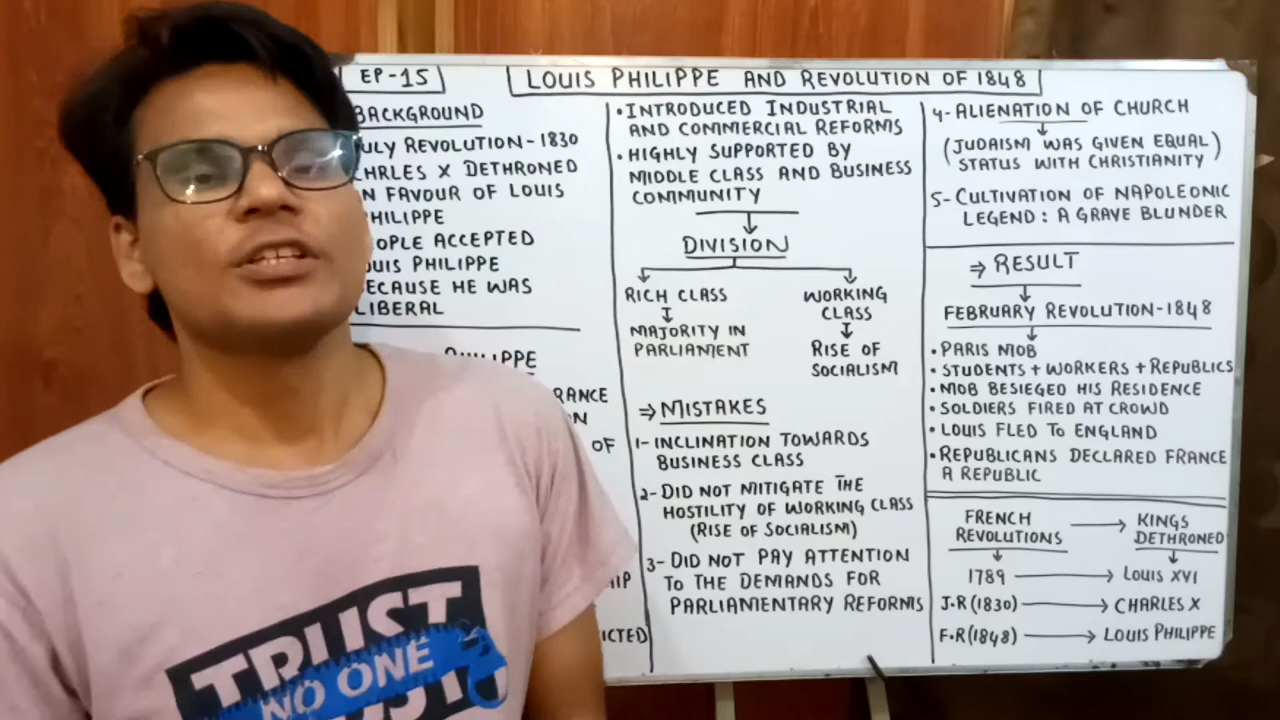 EP-15
LOUIS PHILIPPE AND REVOLUTION OF 1848
BACKGROUND
ULY REVOLUTION-1830
CHARLES X DETHRONED
N FAVOUR OF LOUIS
PHILIPPE
EOPLE ACCEPTED
OUIS PHILIPPE
ECAUSE HE WAS
LIBERAL
RANCE
OF
ICTED
• INTRODUCED INDUSTRIAL
AND COMMERCIAL REFORMS
• HIGHLY SUPPORTED BY
MIDDLE CLASS AND BUSINESS
COMMUNITY
DIVISION
RICH CLASS
MAJORITY IN
PARLIAMENT
WORKING
CLASS
RISE OF
SOCIALISM
⇒ MISTAKES
1- INCLINATION TOWARDS
BUSINESS CLASS
2- DID NOT MITIGATE THE
HOSTILITY OF WORKING CLASS
(RISE OF SOCIALISM)
3- DID NOT PAY ATTENTION
TO THE DEMANDS FOR
PARLIAMENTARY REFORMS
4- ALIENATION OF CHURCH
(JUDAISM WAS GIVEN EQUAL
STATUS WITH CHRISTIANITY)
5- CULTIVATION OF NAPOLEONIC
LEGEND: A GRAVE BLUNDER
⇒ RESULT
FEBRUARY REVOLUTION-1848
• PARIS MOB
• STUDENTS + WORKERS + REPUBLICS
• MOB BESIEGED HIS RESIDENCE
• SOLDIERS FIRED AT CROWD
• LOUIS FLED TO ENGLAND
• REPUBLICANS DECLARED FRANCE
A REPUBLIC
FRENCH REVOLUTIONS → KINGS DETHRONED
1789 → LOUIS XVI
J.R (1830) → CHARLES X
F.R (1848) → LOUIS PHILIPPE
TRUST
NO ONE